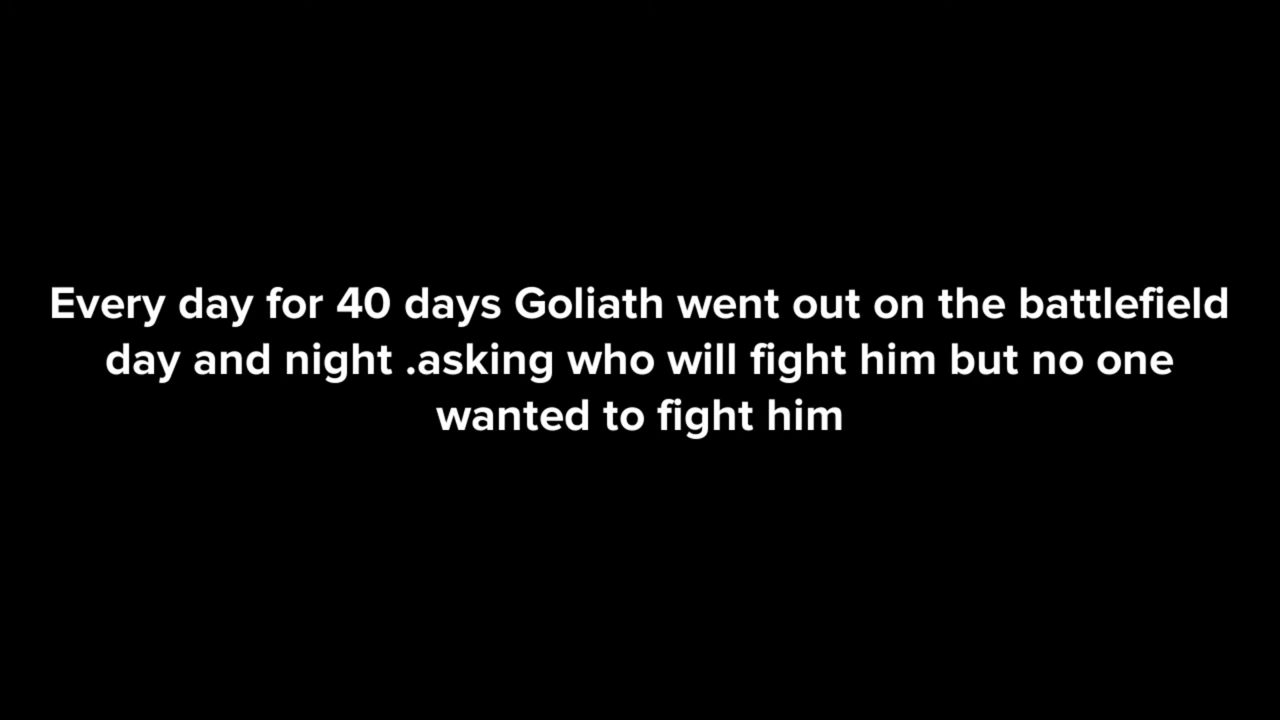 Every day for 40 days Goliath went out on the battlefield
day and night .asking who will fight him but no one
wanted to fight him